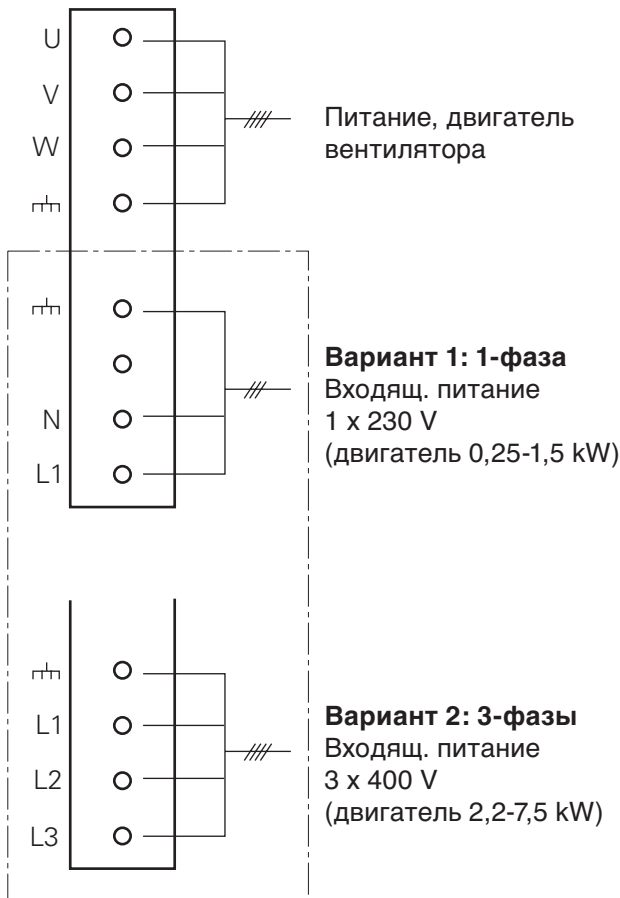 U
V
W
Питание, двигатель
вентилятора
N
L1
Вариант 1: 1-фаза
Входящ. питание
1 x 230 V
(двигатель 0,25-1,5 kW)
L1
L2
L3
Вариант 2: 3-фазы
Входящ. питание
3 x 400 V
(двигатель 2,2-7,5 kW)